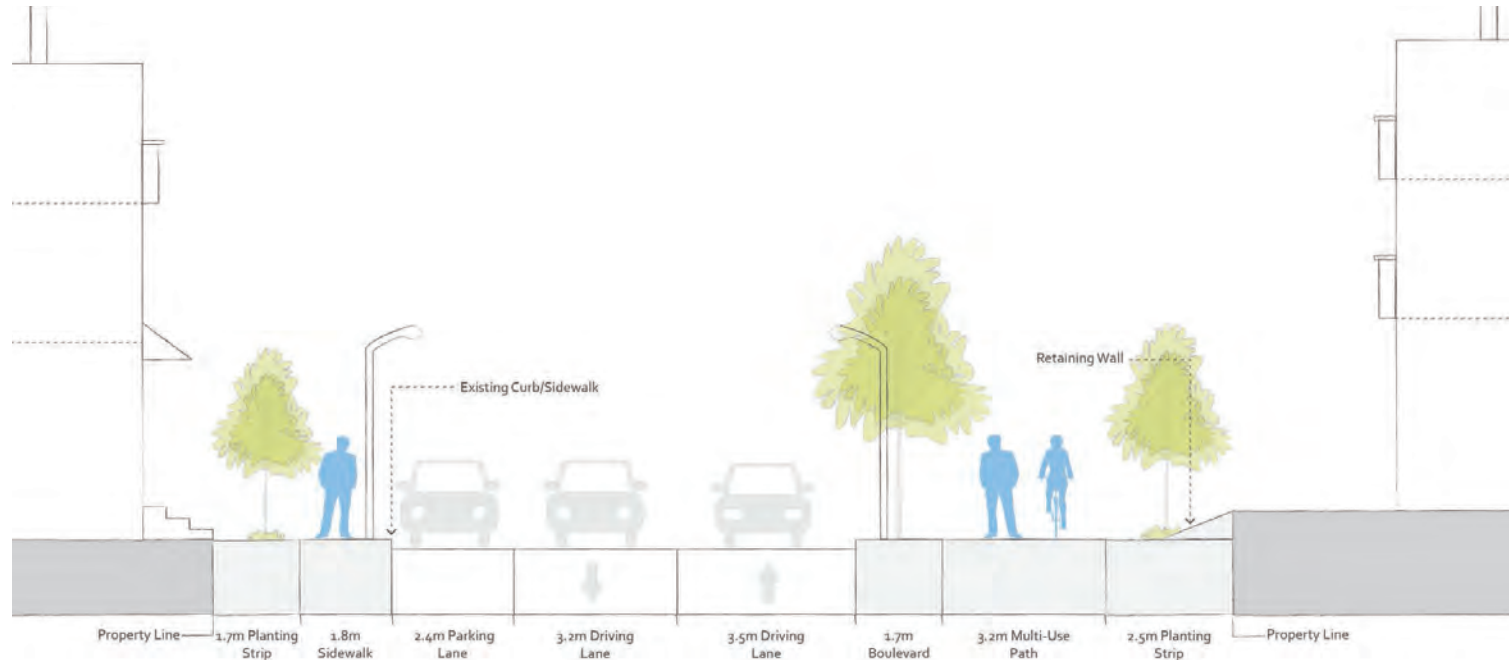 Existing Curb/Sidewalk
Retaining Wall
Property Line
1.7m Planting
Strip
1.8m
Sidewalk
2.4m Parking
Lane
3.2m Driving
Lane
3.5m Driving
Lane
1.7m
Boulevard
3.2m Multi-Use
Path
2.5m Planting
Strip
Property Line